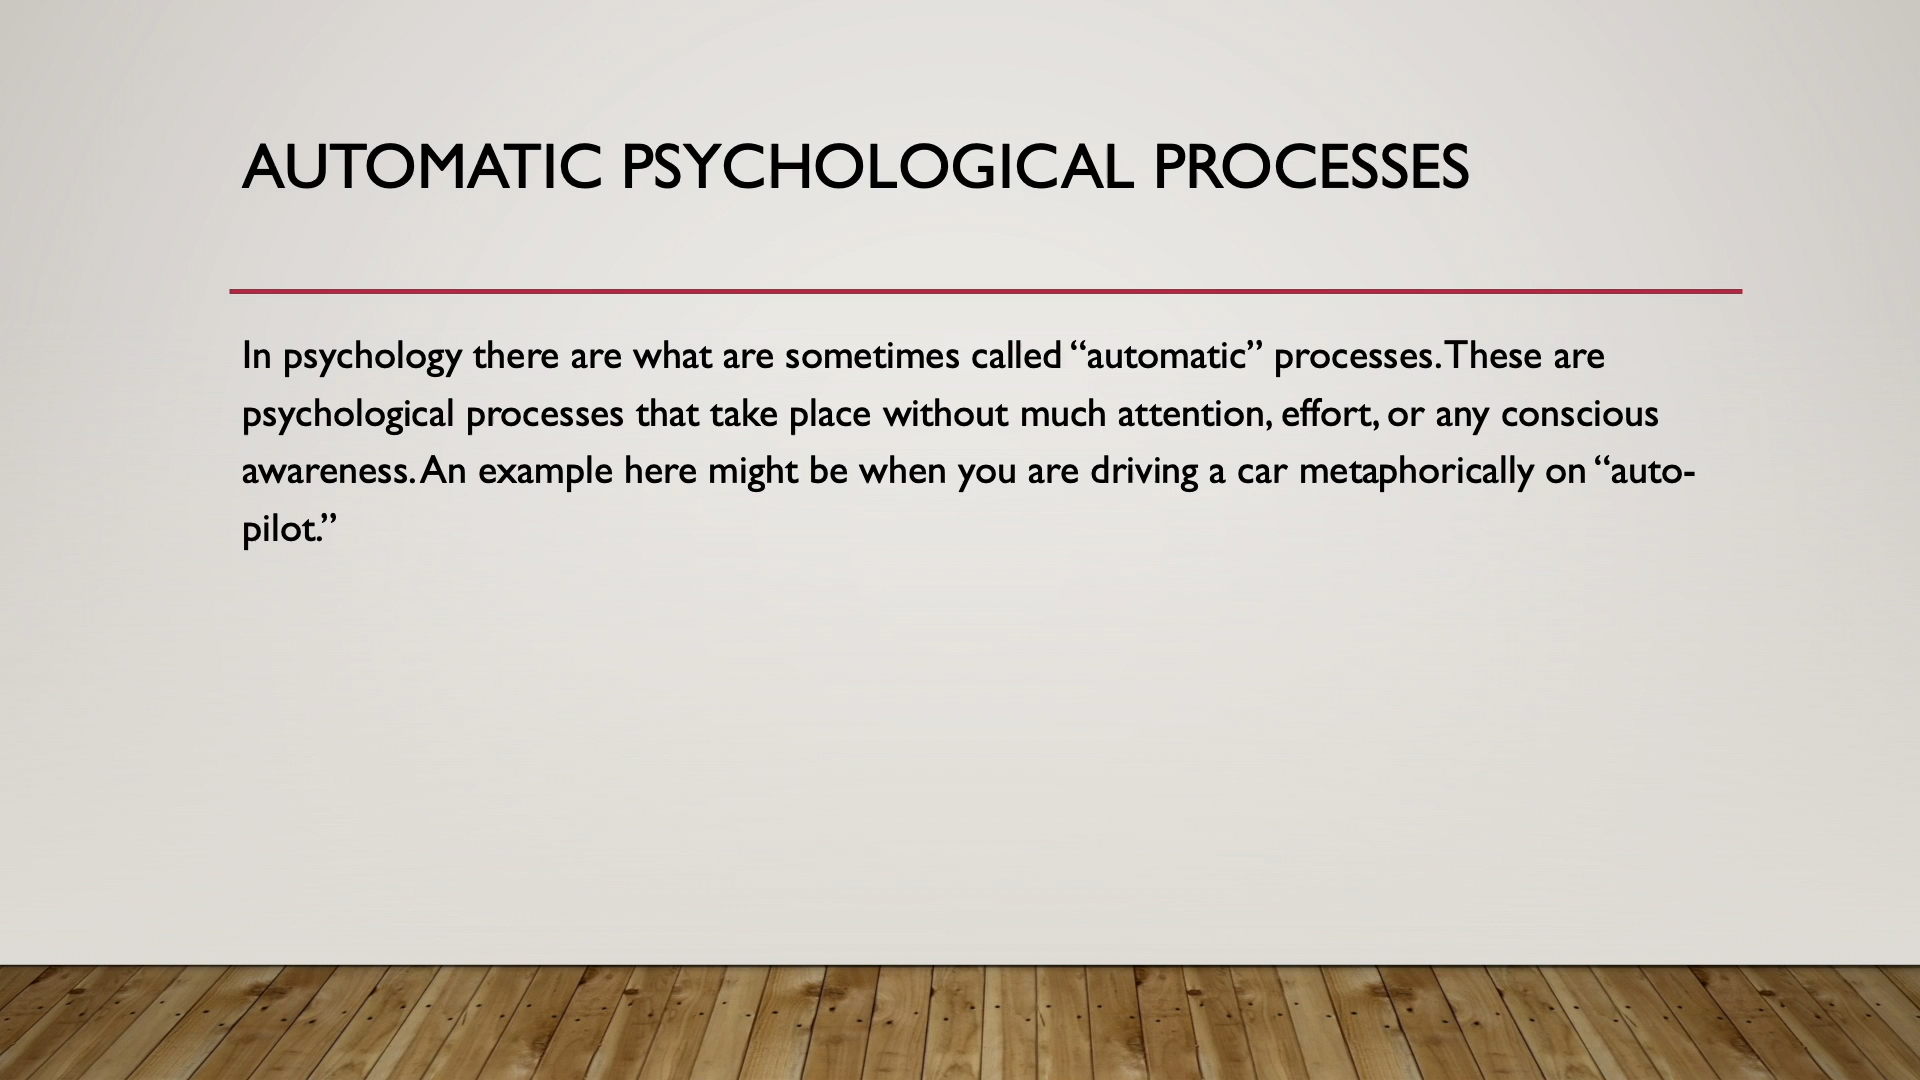 AUTOMATIC PSYCHOLOGICAL PROCESSES
In psychology there are what are sometimes called “automatic” processes. These are
psychological processes that take place without much attention, effort, or any conscious
awareness. An example here might be when you are driving a car metaphorically on “auto-
pilot.”